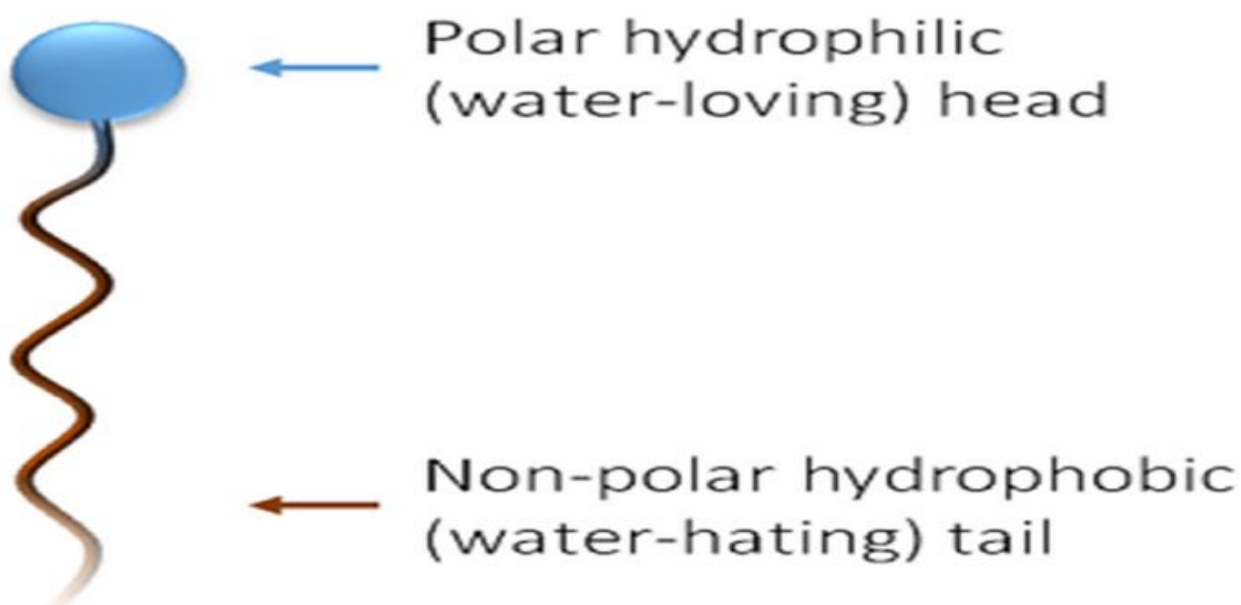 Polar hydrophilic
(water-loving) head
Non-polar hydrophobic
(water-hating) tail